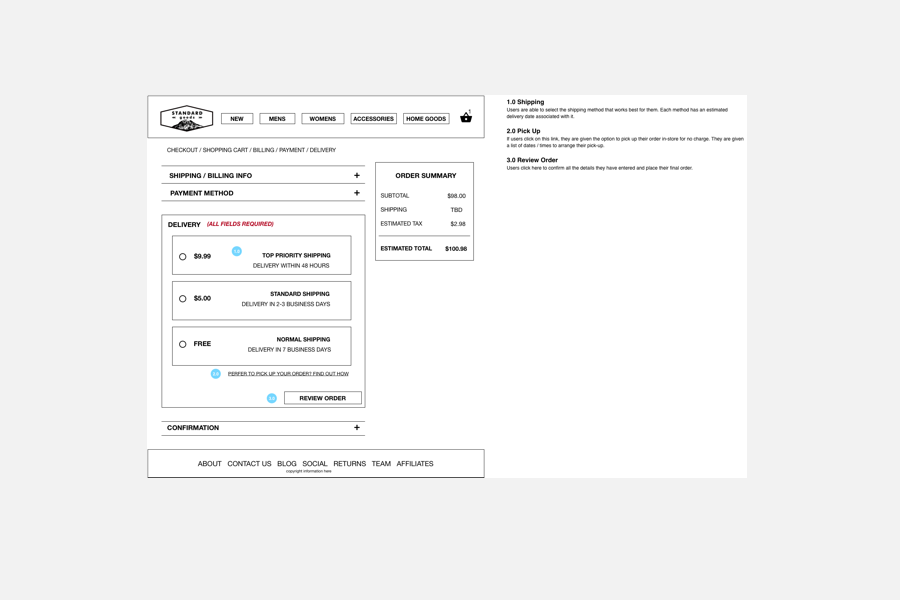 STANDARD
goods
NEW
MENS
WOMENS
ACCESSORIES
HOME GOODS
1
CHECKOUT / SHOPPING CART / BILLING / PAYMENT / DELIVERY
SHIPPING / BILLING INFO +
PAYMENT METHOD +
DELIVERY (ALL FIELDS REQUIRED)
$9.99
1.0
TOP PRIORITY SHIPPING
DELIVERY WITHIN 48 HOURS
$5.00
STANDARD SHIPPING
DELIVERY IN 2-3 BUSINESS DAYS
FREE
NORMAL SHIPPING
DELIVERY IN 7 BUSINESS DAYS
2.0
PERFER TO PICK UP YOUR ORDER? FIND OUT HOW
3.0
REVIEW ORDER
CONFIRMATION +
ORDER SUMMARY
SUBTOTAL $98.00
SHIPPING TBD
ESTIMATED TAX $2.98
ESTIMATED TOTAL $100.98
ABOUT CONTACT US BLOG SOCIAL RETURNS TEAM AFFILIATES
copyright information here
1.0 Shipping
Users are able to select the shipping method that works best for them. Each method has an estimated
delivery date associated with it.
2.0 Pick Up
If users click on this link, they are given the option to pick up their order in-store for no-charge. They are given
a list of dates / times to arrange their pick-up.
3.0 Review Order
Users click here to confirm all the details they have entered and place their final order.